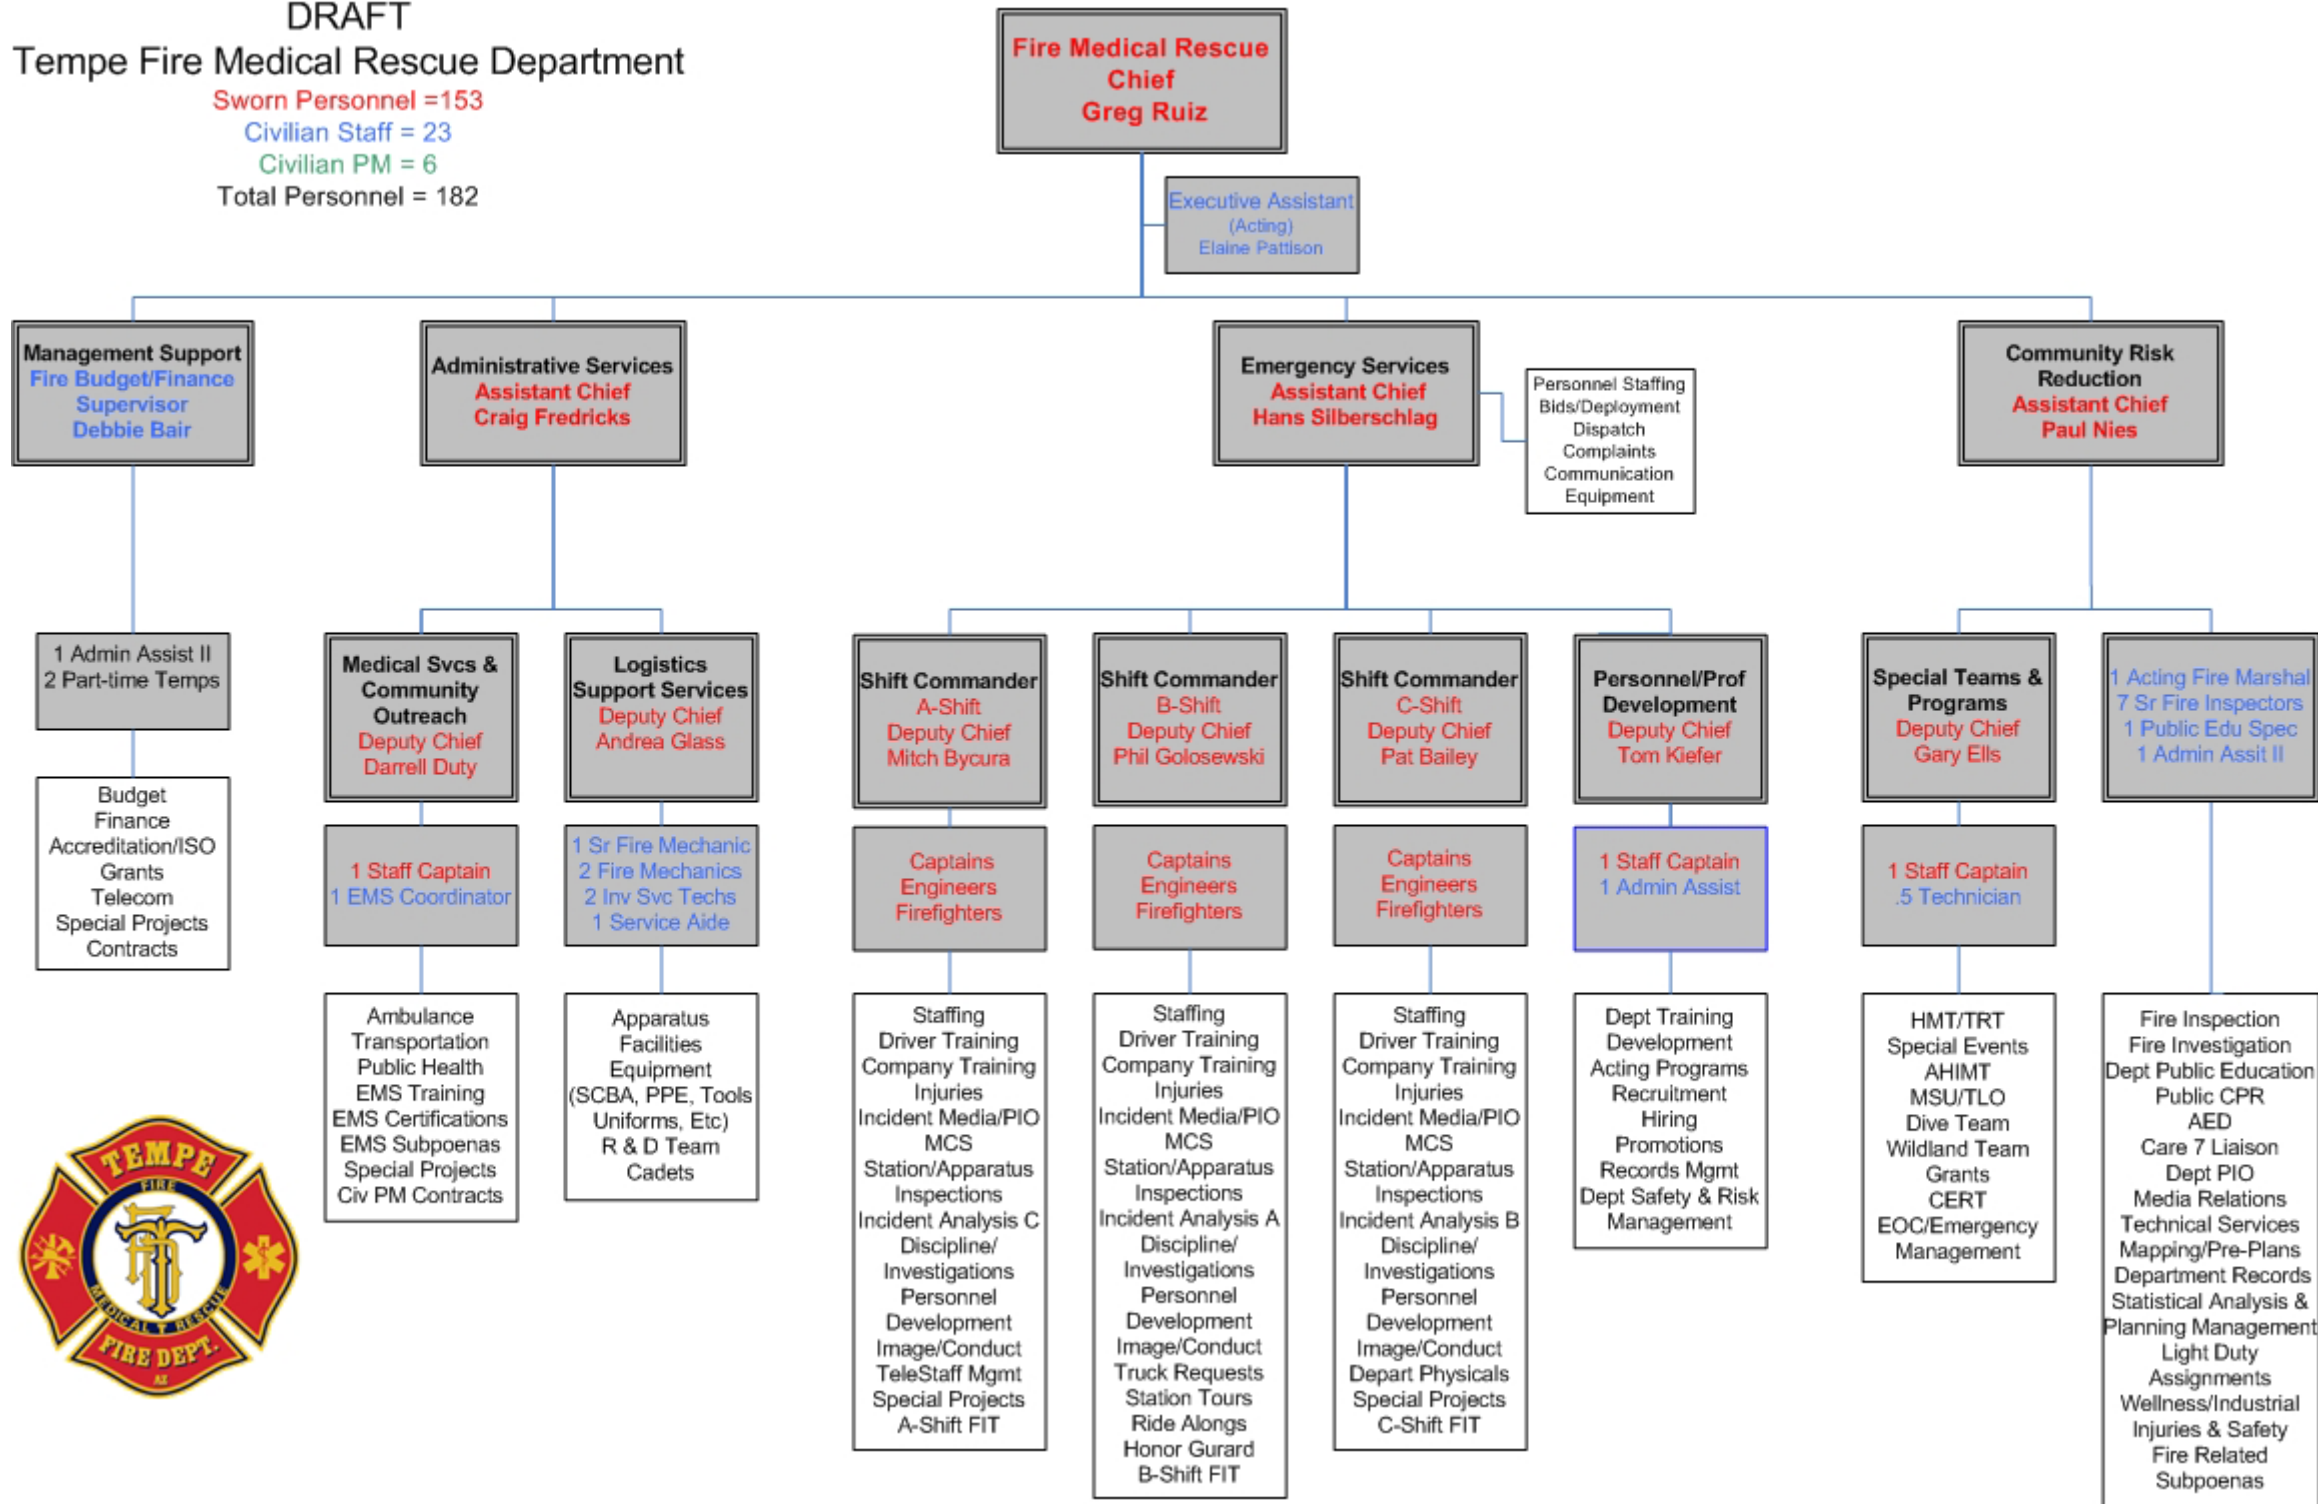 DRAFT
Tempe Fire Medical Rescue Department
Sworn Personnel =153
Civilian Staff = 23
Civilian PM = 6
Total Personnel = 182
Fire Medical Rescue
Chief
Greg Ruiz
Executive Assistant
(Acting)
Elaine Pattison
Management Support
Fire Budget/Finance
Supervisor
Debbie Bair
Administrative Services
Assistant Chief
Craig Fredricks
Emergency Services
Assistant Chief
Hans Silberschlag
Personnel Staffing
Bids/Deployment
Dispatch
Complaints
Communication
Equipment
Community Risk
Reduction
Assistant Chief
Paul Nies
1 Admin Assist II
2 Part-time Temps
Budget
Finance
Accreditation/ISO
Grants
Telecom
Special Projects
Contracts
Medical Svcs &
Community
Outreach
Deputy Chief
Darrell Duty
1 Staff Captain
1 EMS Coordinator
Ambulance
Transportation
Public Health
EMS Training
EMS Certifications
EMS Subpoenas
Special Projects
Civ PM Contracts
Logistics
Support Services
Deputy Chief
Andrea Glass
1 Sr Fire Mechanic
2 Fire Mechanics
2 Inv Svc Techs
1 Service Aide
Apparatus
Facilities
Equipment
(SCBA, PPE, Tools
Uniforms, Etc)
R & D Team
Cadets
Shift Commander
A-Shift
Deputy Chief
Mitch Bycura
Captains
Engineers
Firefighters
Staffing
Driver Training
Company Training
Injuries
Incident Media/PIO
MCS
Station/Apparatus
Inspections
Incident Analysis C
Discipline/
Investigations
Personnel
Development
Image/Conduct
TeleStaff Mgmt
Special Projects
A-Shift FIT
Shift Commander
B-Shift
Deputy Chief
Phil Golosewski
Captains
Engineers
Firefighters
Staffing
Driver Training
Company Training
Injuries
Incident Media/PIO
MCS
Station/Apparatus
Inspections
Incident Analysis A
Discipline/
Investigations
Personnel
Development
Image/Conduct
Truck Requests
Station Tours
Ride Alongs
Honor Gurard
B-Shift FIT
Shift Commander
C-Shift
Deputy Chief
Pat Bailey
Captains
Engineers
Firefighters
Staffing
Driver Training
Company Training
Injuries
Incident Media/PIO
MCS
Station/Apparatus
Inspections
Incident Analysis B
Discipline/
Investigations
Personnel
Development
Image/Conduct
Depart Physicals
Special Projects
C-Shift FIT
Personnel/Prof
Development
Deputy Chief
Tom Kiefer
1 Staff Captain
1 Admin Assist
Dept Training
Development
Acting Programs
Recruitment
Hiring
Promotions
Records Mgmt
Dept Safety & Risk
Management
Special Teams &
Programs
Deputy Chief
Gary Ells
1 Staff Captain
.5 Technician
HMT/TRT
Special Events
AHIMT
MSU/TLO
Dive Team
Wildland Team
Grants
CERT
EOC/Emergency
Management
1 Acting Fire Marshal
7 Sr Fire Inspectors
1 Public Edu Spec
1 Admin Assit II
Fire Inspection
Fire Investigation
Dept Public Education
Public CPR
AED
Care 7 Liaison
Dept PIO
Media Relations
Technical Services
Mapping/Pre-Plans
Department Records
Statistical Analysis &
Planning Management
Light Duty
Assignments
Wellness/Industrial
Injuries & Safety
Fire Related
Subpoenas
TEMPE
FIRE
TFD
MEDICAL RESCUE
FIRE DEPT.
AZ